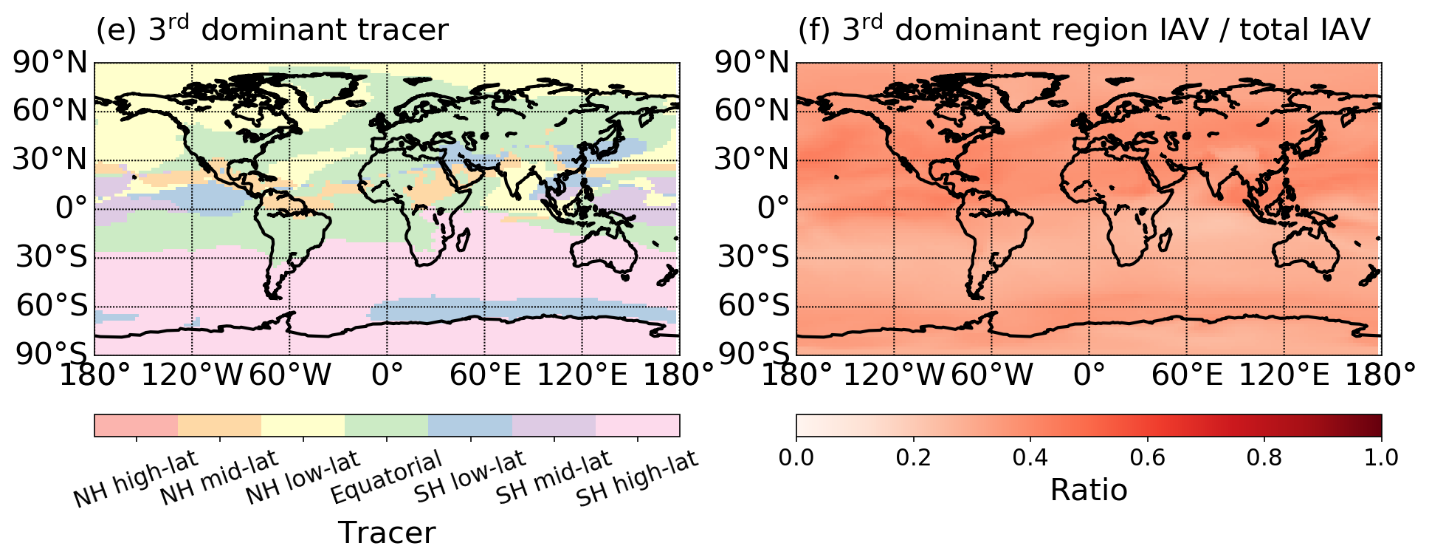 (e) 3rd dominant tracer
90°N
60°N
30°N
0°
30°S
60°S
90°S
180° 120°W 60°W 0° 60°E 120°E 180°
NH high-lat
NH mid-lat
NH low-lat
Equatorial
SH low-lat
SH mid-lat
SH high-lat
Tracer
(f) 3rd dominant region IAV / total IAV
90°N
60°N
30°N
0°
30°S
60°S
90°S
180° 120°W 60°W 0° 60°E 120°E 180°
0.0 0.2 0.4 0.6 0.8 1.0
Ratio